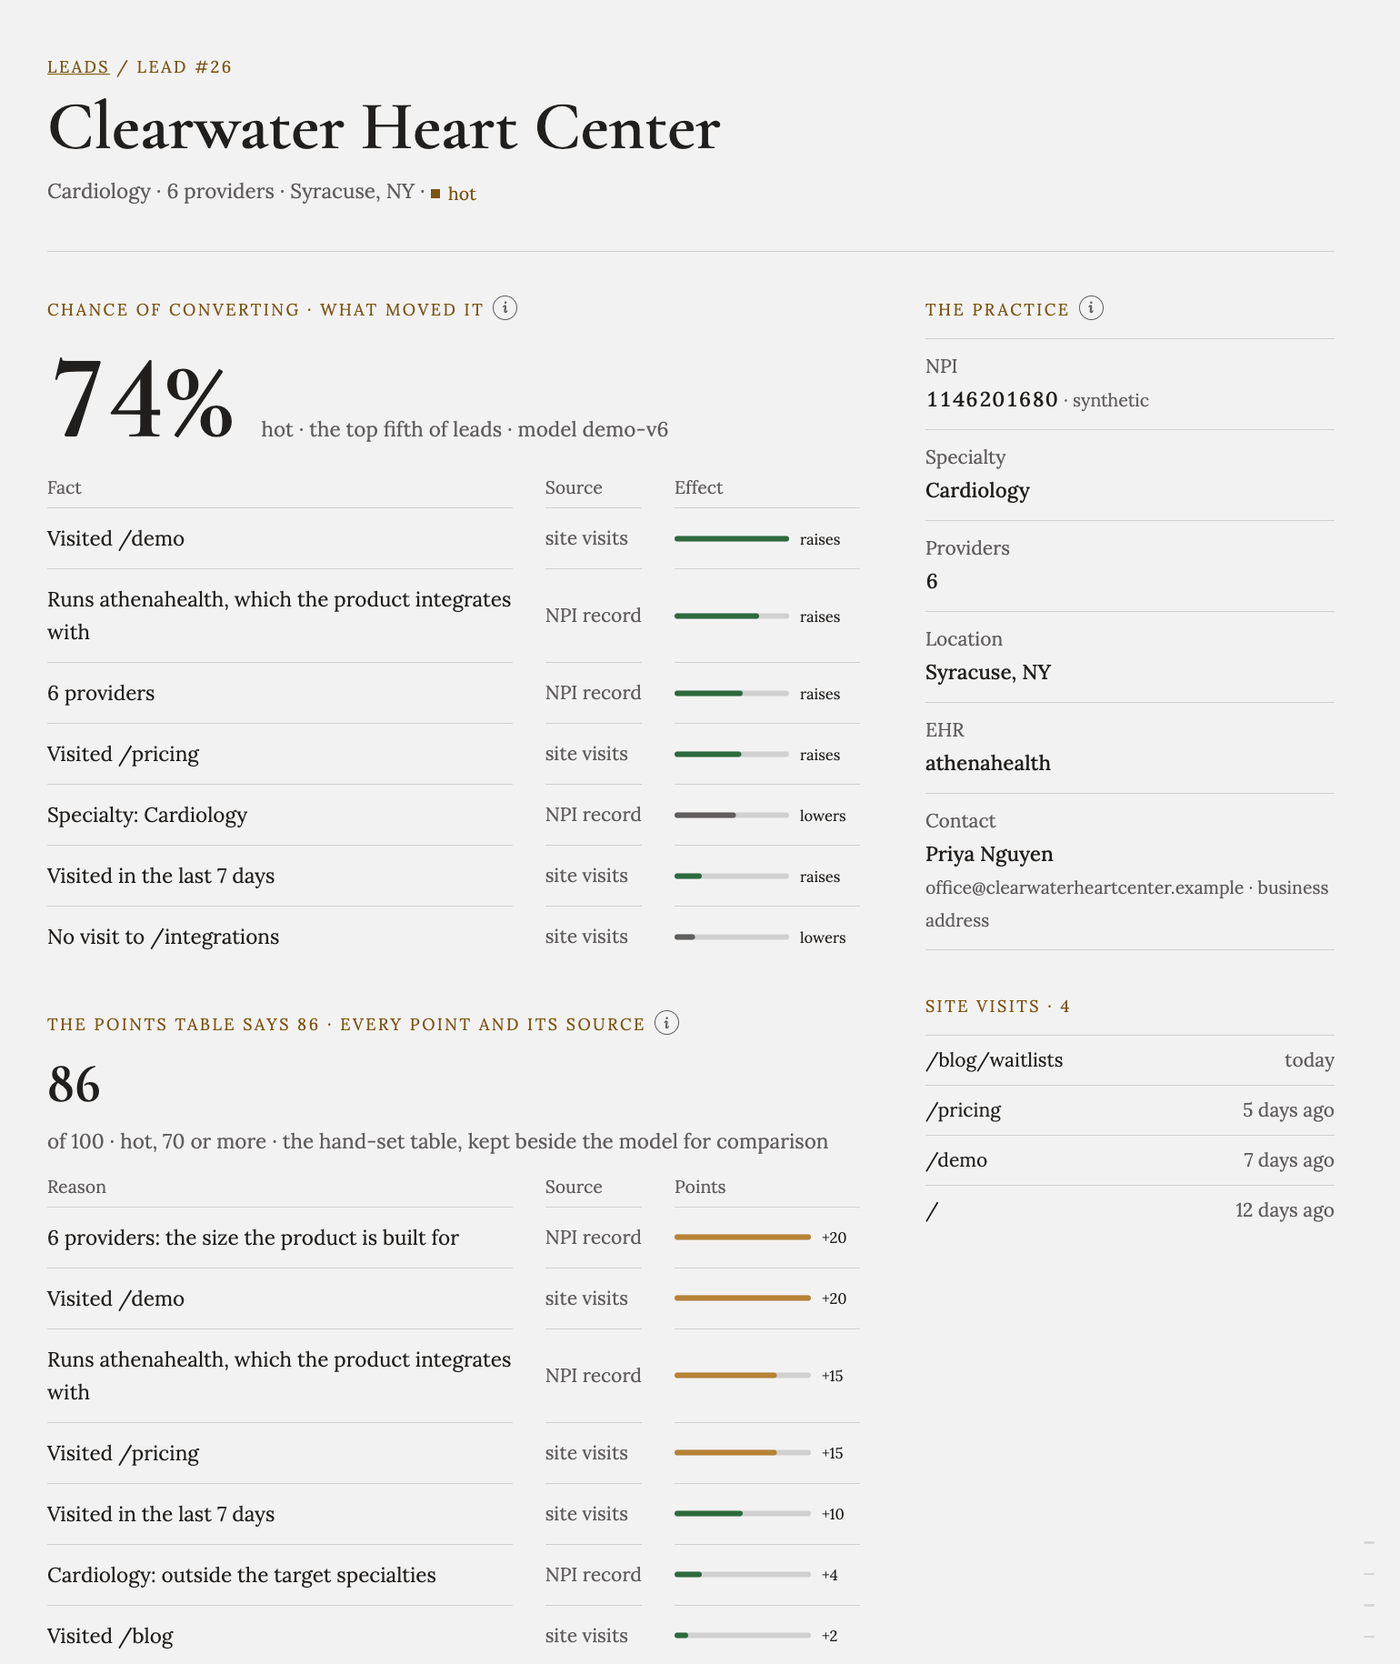 LEADS / LEAD #26
Clearwater Heart Center
Cardiology · 6 providers · Syracuse, NY · hot
CHANCE OF CONVERTING · WHAT MOVED IT i
74% hot · the top fifth of leads · model demo-v6
Fact Source Effect
Visited /demo site visits raises
Runs athenahealth, which the product integrates
with NPI record raises
6 providers NPI record raises
Visited /pricing site visits raises
Specialty: Cardiology NPI record lowers
Visited in the last 7 days site visits raises
No visit to /integrations site visits lowers
THE POINTS TABLE SAYS 86 · EVERY POINT AND ITS SOURCE i
86
of 100 · hot, 70 or more · the hand-set table, kept beside the model for comparison
Reason Source Points
6 providers: the size the product is built for NPI record +20
Visited /demo site visits +20
Runs athenahealth, which the product integrates
with NPI record +15
Visited /pricing site visits +15
Visited in the last 7 days site visits +10
Cardiology: outside the target specialties NPI record +4
Visited /blog site visits +2
THE PRACTICE i
NPI
1146201680 · synthetic
Specialty
Cardiology
Providers
6
Location
Syracuse, NY
EHR
athenahealth
Contact
Priya Nguyen
office@clearwaterheartcenter.example · business
address
SITE VISITS · 4
/blog/waitlists today
/pricing 5 days ago
/demo 7 days ago
/ 12 days ago